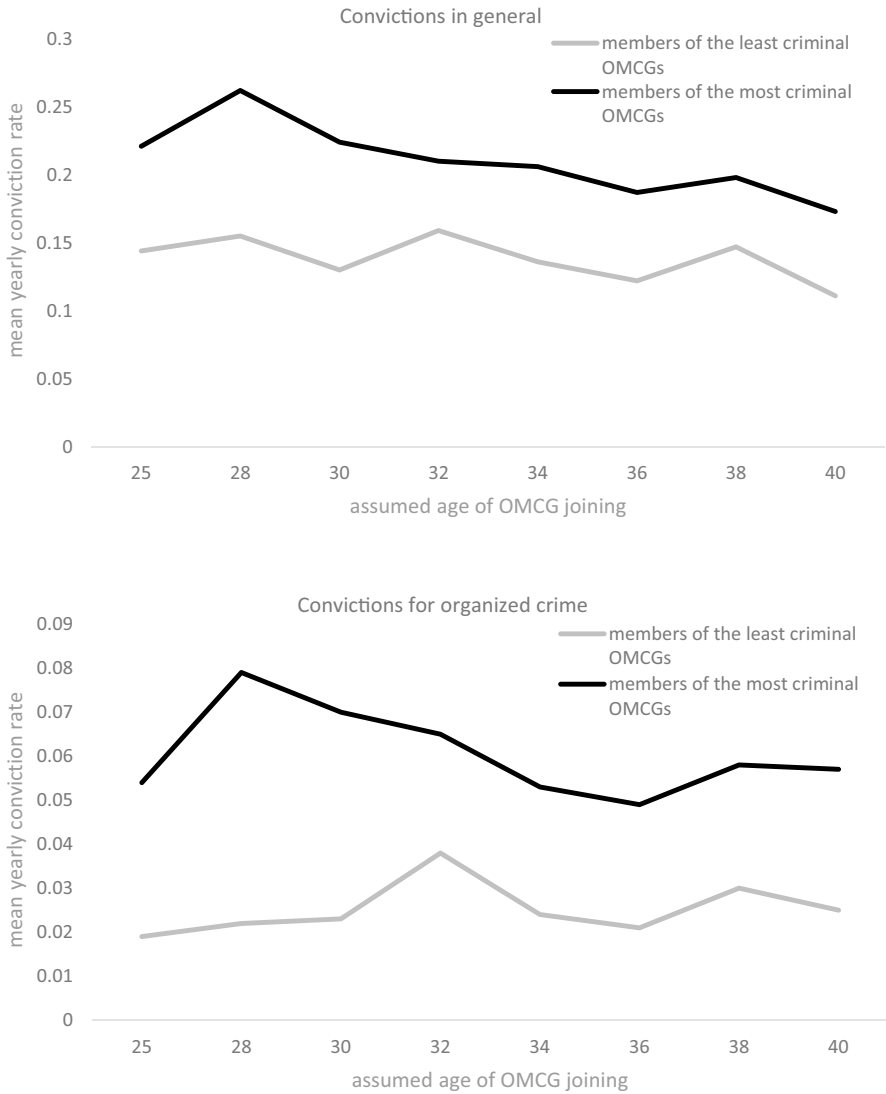 Convictions in general
members of the least criminal
OMCGs
members of the most criminal
OMCGs
mean yearly conviction rate
0.3
0.25
0.2
0.15
0.1
0.05
0
25 28 30 32 34 36 38 40
assumed age of OMCG joining
Convictions for organized crime
members of the least criminal
OMCGs
members of the most criminal
OMCGs
mean yearly conviction rate
0.09
0.08
0.07
0.06
0.05
0.04
0.03
0.02
0.01
0
25 28 30 32 34 36 38 40
assumed age of OMCG joining